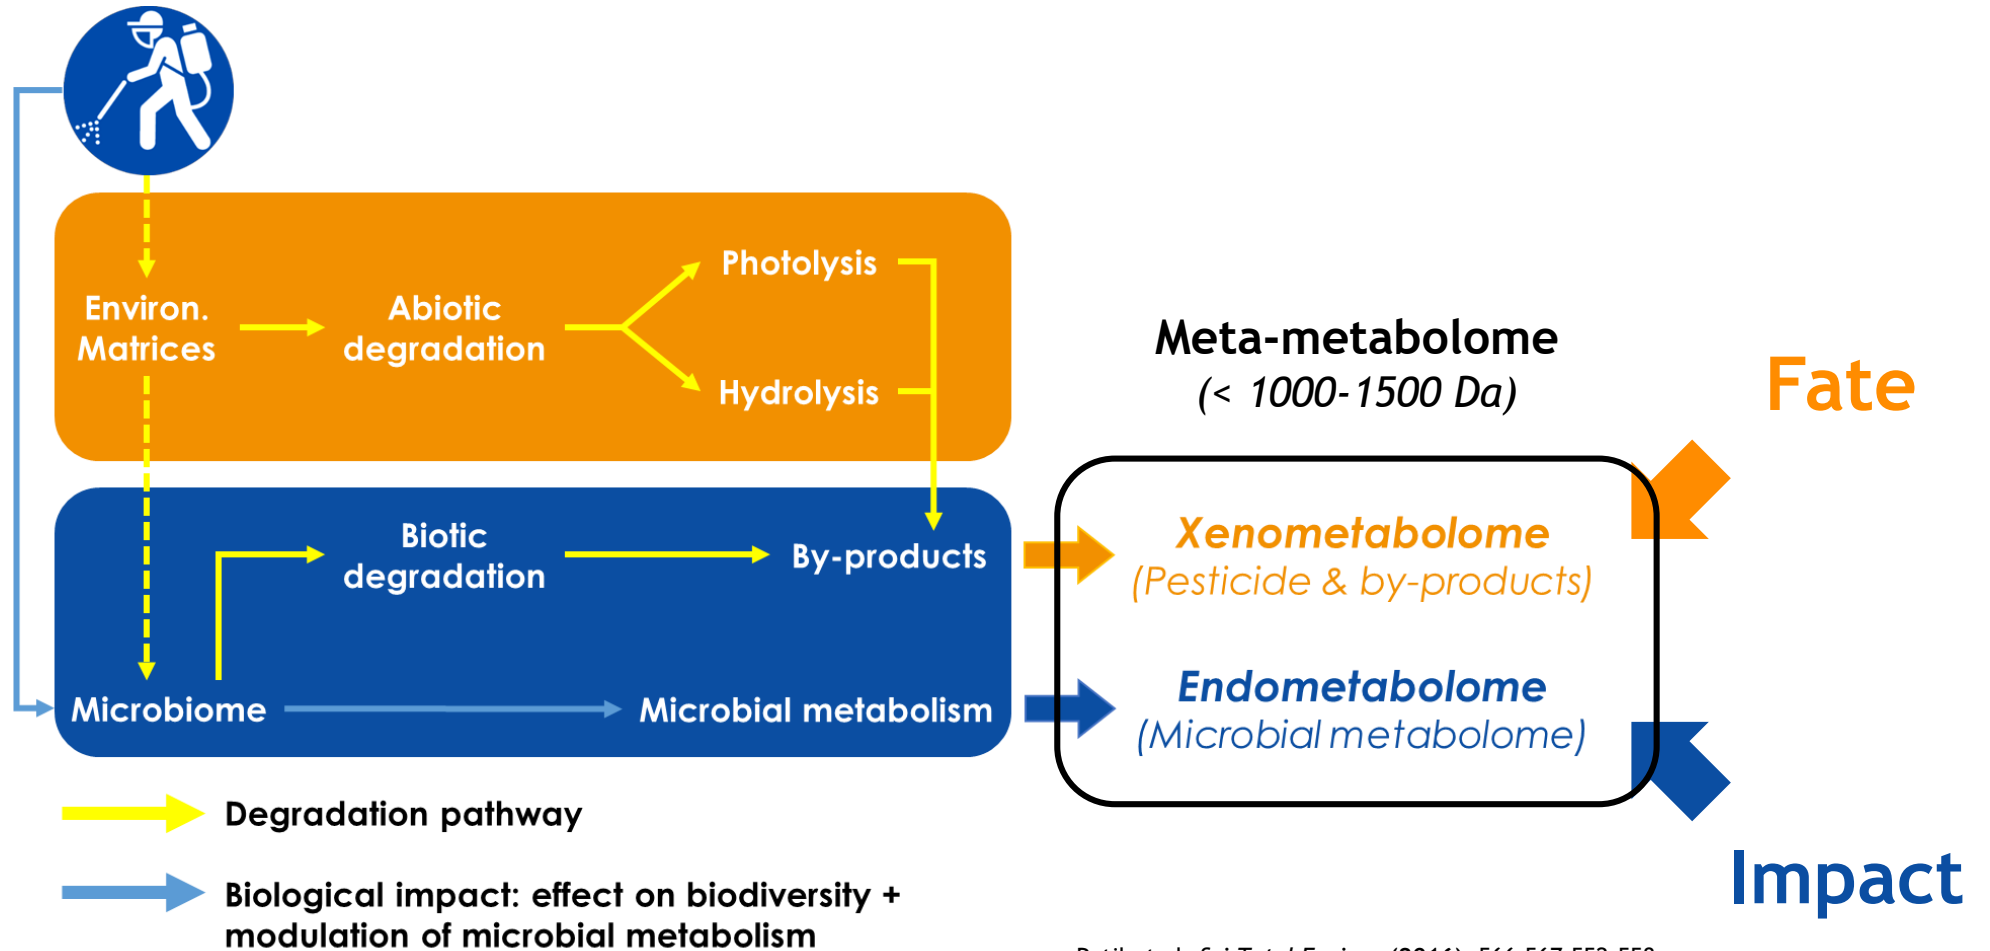 Photolysis
Environ.
Matrices
Abiotic
degradation
Hydrolysis
Meta-metabolome
(< 1000-1500 Da)
Fate
Biotic
degradation
By-products
Xenometabolome
(Pesticide & by-products)
Microbiome
Microbial metabolism
Endometabolome
(Microbial metabolome)
Degradation pathway
Impact
Biological impact: effect on biodiversity +
modulation of microbial metabolism